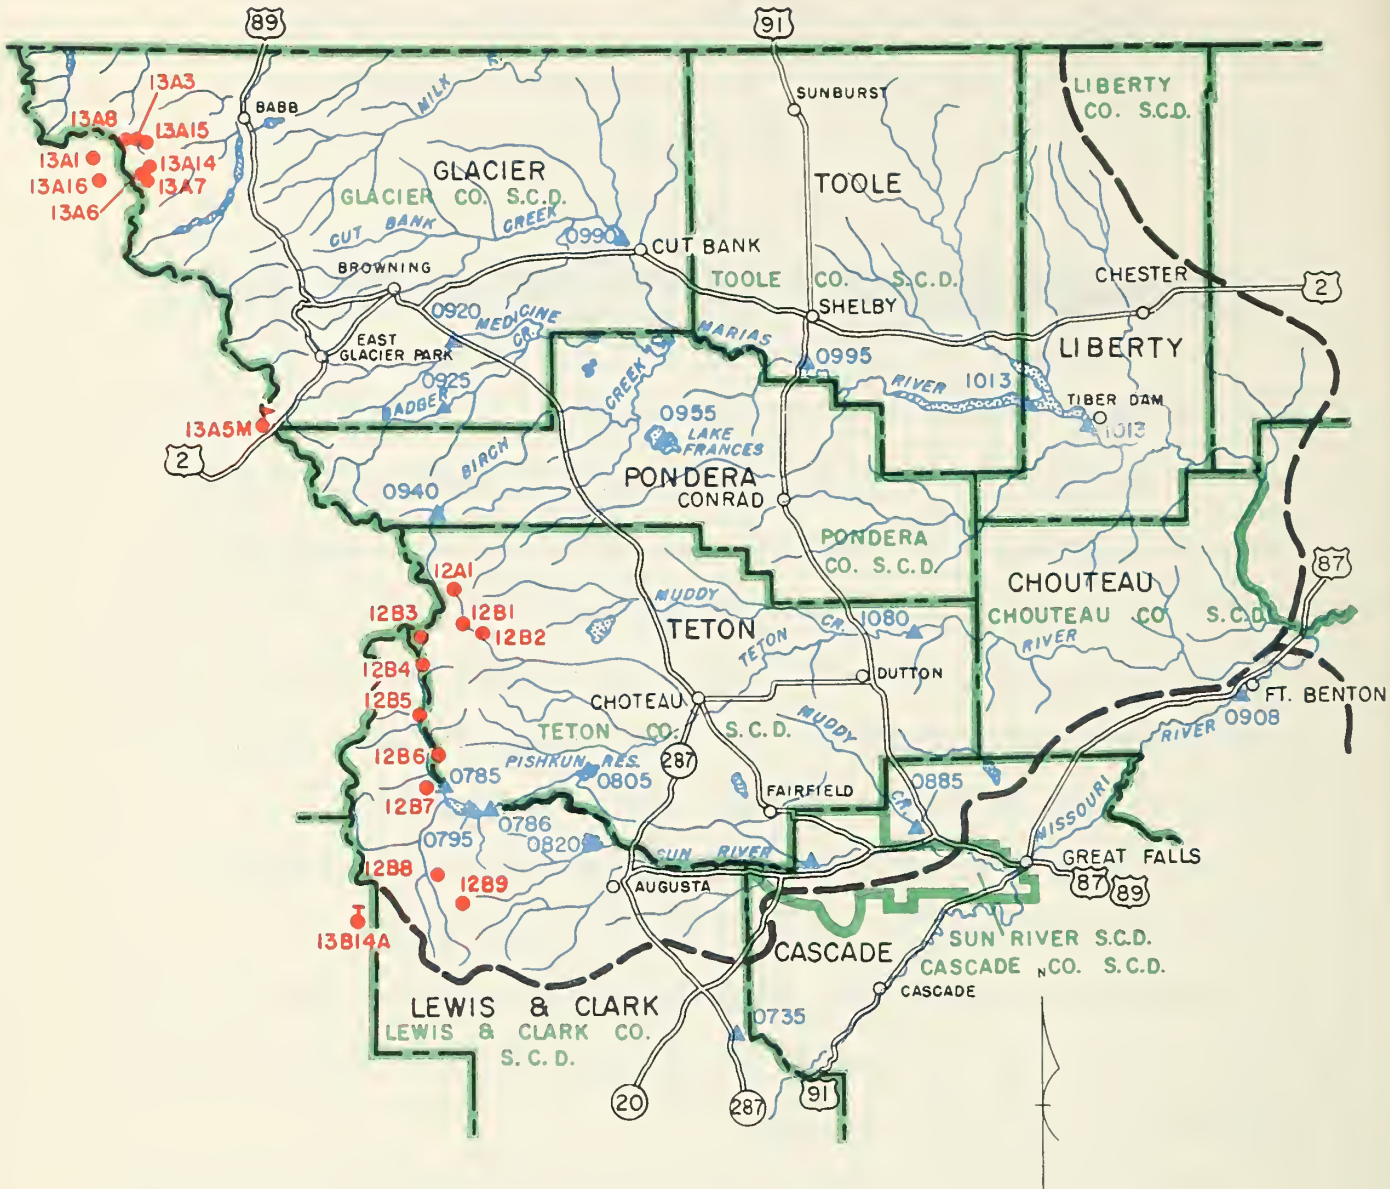 89
91
13A3
BABB
MILK R.
SUNBURST
LIBERTY
CO. S.C.D.
13A8
13A15
13A1
13A14
13A16
13A7
13A6
GLACIER
GLACIER CO. S.C.D.
TOOLE
CUT BANK CREEK
0990
CUT BANK
BROWNING
TOOLE CO. S.C.D.
CHESTER
2
0920
MEDICINE CR.
SHELBY
MARIAS RIVER
EAST
GLACIER PARK
LIBERTY
0995
0925
BADGER
CREEK
1013
TIBER DAM
13A5M
0955
LAKE
FRANCES
1013
2
BIRCH
PONDERA
CONRAD
0940
PONDERA
CO. S.C.D.
87
12A1
CHOUTEAU
CHOUTEAU CO S.C.D.
MUDDY CR.
12B3
12B1
12B2
TETON
1080
TETON RIVER
12B4
DUTTON
FT. BENTON
CHOTEAU
12B5
0908
TETON CO. S.C.D.
MUDDY CR.
RIVER
12B6
PISHKUN RES.
287
0785
0805
0885
12B7
FAIRFIELD
MISSOURI
0795
0786
0820
SUN RIVER
GREAT FALLS
12B8
87
89
12B9
AUGUSTA
13B14A
SUN RIVER S.C.D.
CASCADE
CASCADE CO. S.C.D.
N
CASCADE
LEWIS & CLARK
LEWIS & CLARK CO.
S.C.D.
0735
20
287
91